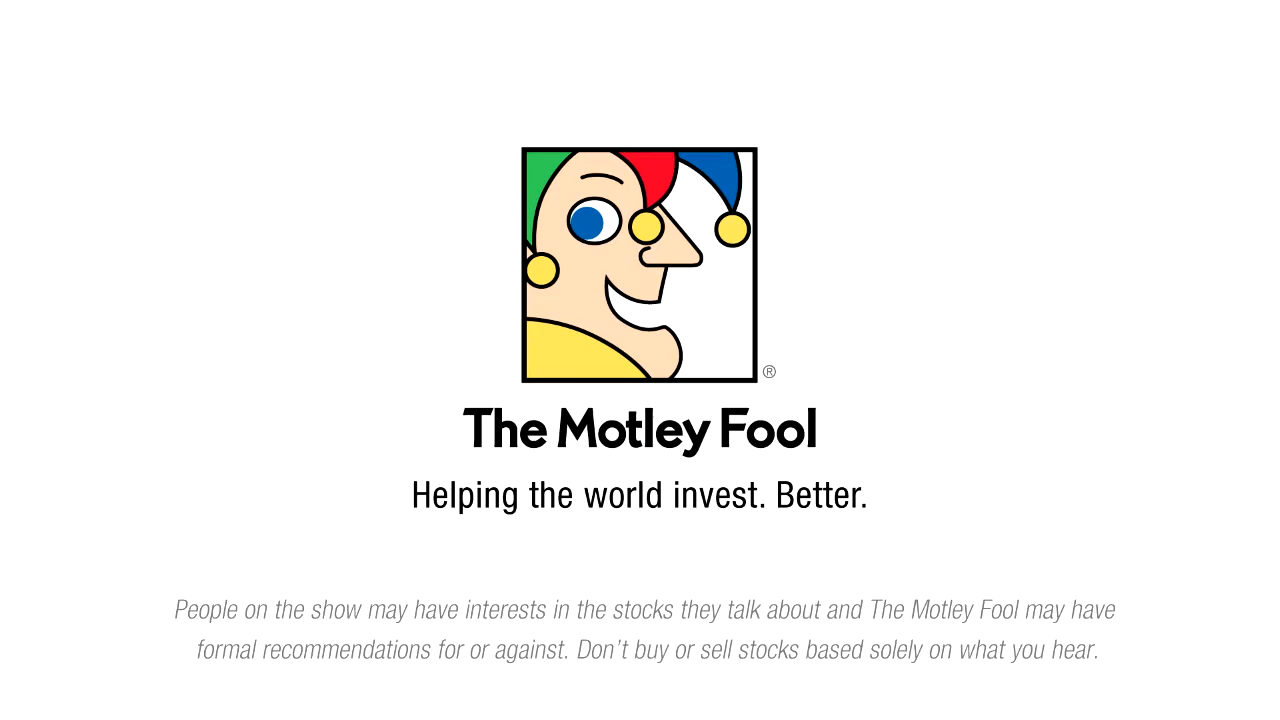 ®
The Motley Fool
Helping the world invest. Better.
People on the show may have interests in the stocks they talk about and The Motley Fool may have
formal recommendations for or against. Don't buy or sell stocks based solely on what you hear.